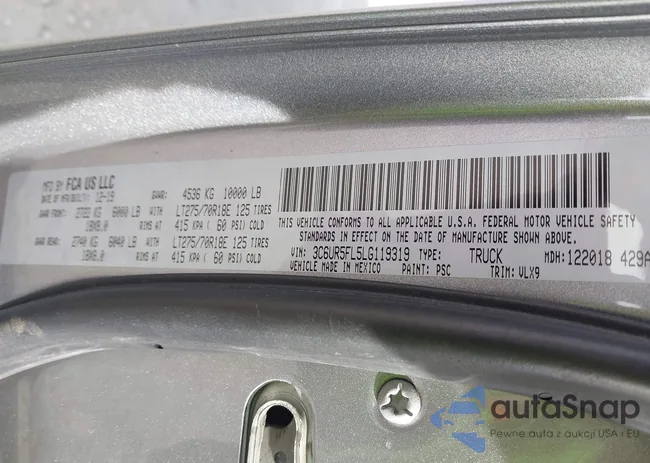 MFD BY FCA US LLC
DATE OF MFR/BUILT: 12-19 GVWR: 4536 KG 10000 LB
GAWR FRONT: 2722 KG 6000 LB WITH LT275/70R18E 125 TIRES
18X8.0 RIMS AT 415 KPA ( 60 PSI) COLD
GAWR REAR: 2740 KG 6040 LB WITH LT275/70R18E 125 TIRES
18X8.0 RIMS AT 415 KPA ( 60 PSI) COLD
THIS VEHICLE CONFORMS TO ALL APPLICABLE U.S.A. FEDERAL MOTOR VEHICLE SAFETY
STANDARDS IN EFFECT ON THE DATE OF MANUFACTURE SHOWN ABOVE.
VIN: 3C6UR5FL5LG119319 TYPE: TRUCK MDH: 122018 429A
VEHICLE MADE IN MEXICO PAINT: PSC TRIM: VLX9
autaSnap
Pewne auta z aukcji USA i EU